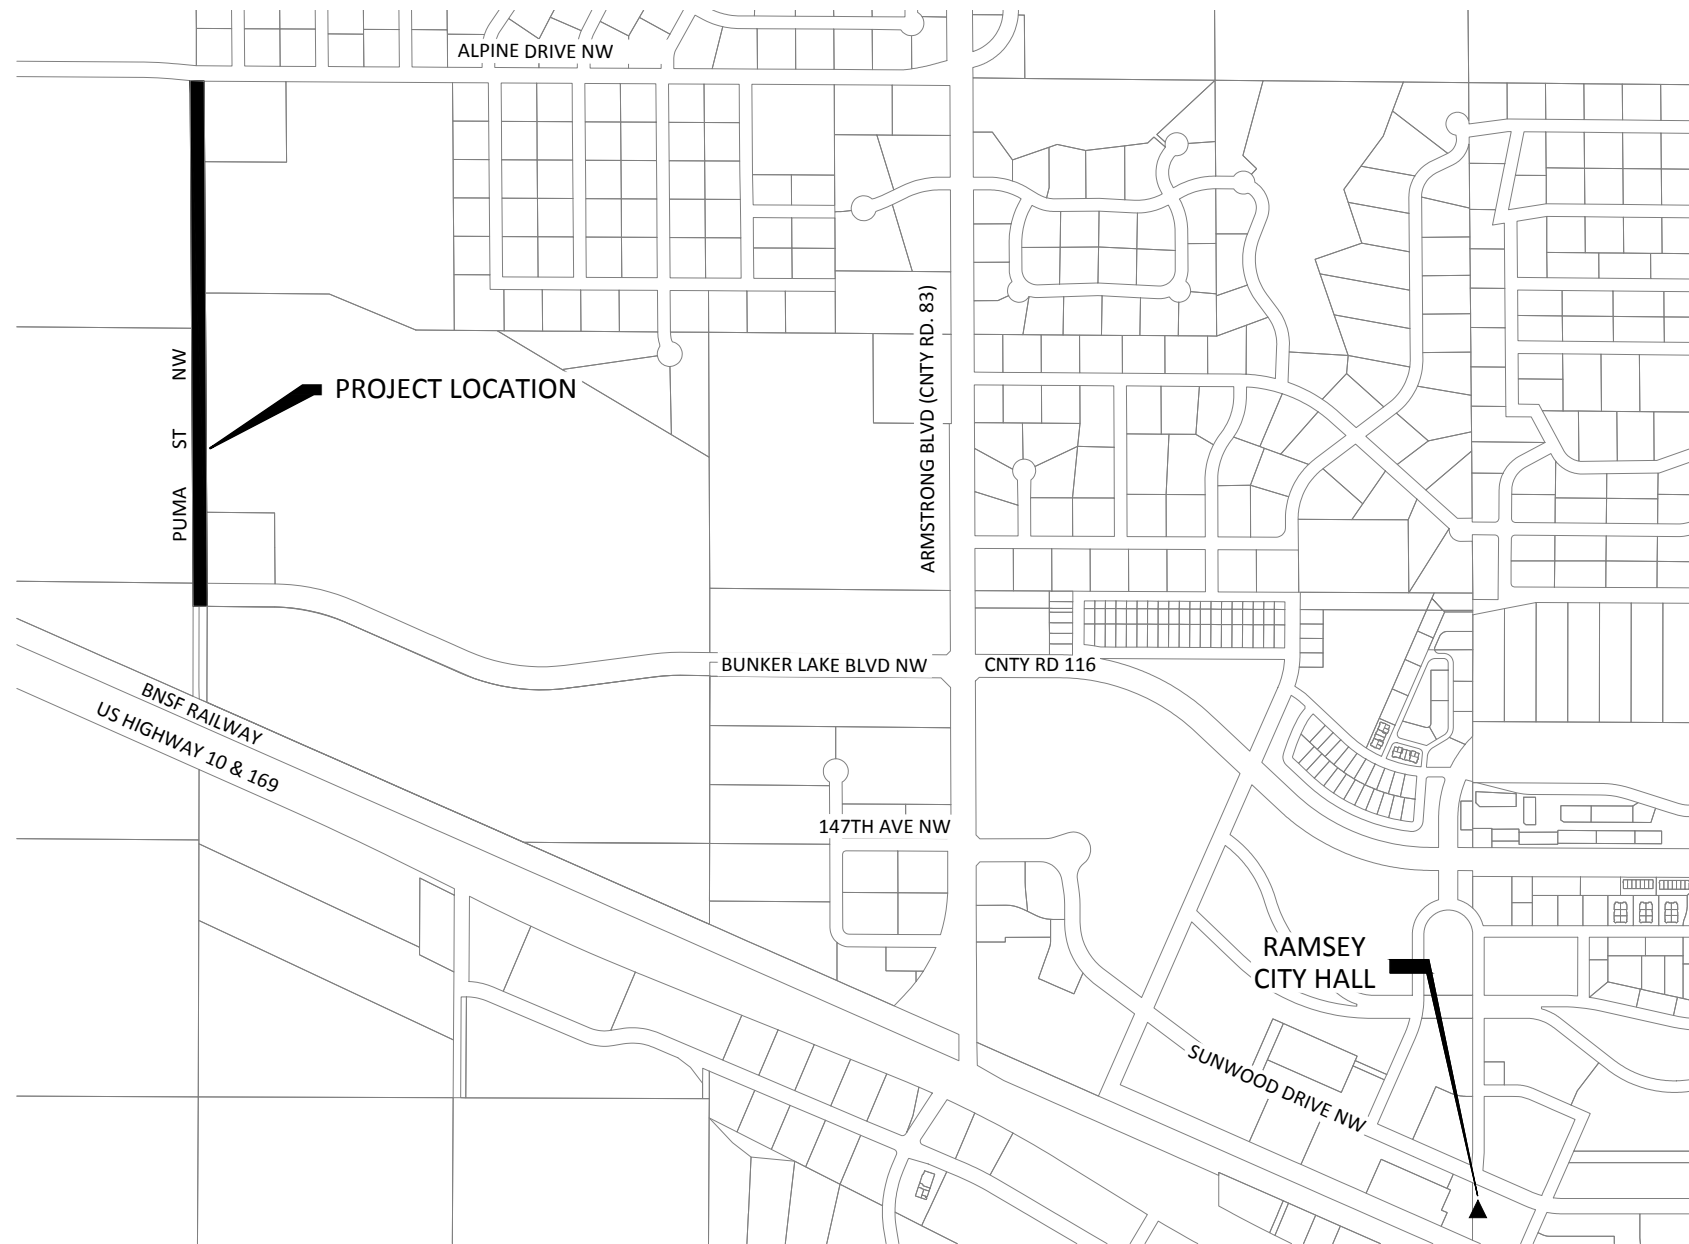 ALPINE DRIVE NW
PUMA ST NW
PROJECT LOCATION
ARMSTRONG BLVD (CNTY RD. 83)
BUNKER LAKE BLVD NW
CNTY RD 116
BNSF RAILWAY
US HIGHWAY 10 & 169
147TH AVE NW
RAMSEY
CITY HALL
SUNWOOD DRIVE NW